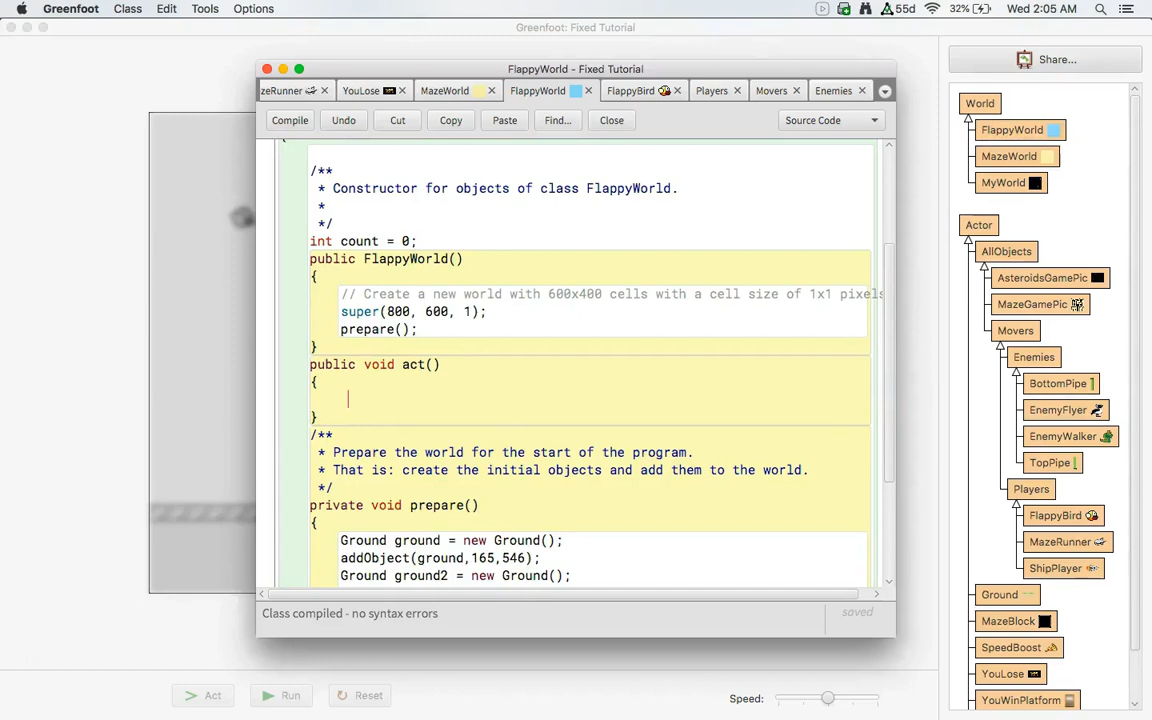 Greenfoot Class Edit Tools Options 55d 32% Wed 2:05 AM
Greenfoot: Fixed Tutorial
Share...
FlappyWorld - Fixed Tutorial
zeRunner YouLose MazeWorld FlappyWorld FlappyBird Players Movers Enemies
Compile Undo Cut Copy Paste Find... Close Source Code
/**
* Constructor for objects of class FlappyWorld.
*
*/
int count = 0;
public FlappyWorld()
{
// Create a new world with 600x400 cells with a cell size of 1x1 pixels
super(800, 600, 1);
prepare();
}
public void act()
{
}
/**
* Prepare the world for the start of the program.
* That is: create the initial objects and add them to the world.
*/
private void prepare()
{
Ground ground = new Ground();
addObject(ground,165,546);
Ground ground2 = new Ground();
Class compiled - no syntax errors
saved
World
FlappyWorld
MazeWorld
MyWorld
Actor
AllObjects
AsteroidsGamePic
MazeGamePic
Movers
Enemies
BottomPipe
EnemyFlyer
EnemyWalker
TopPipe
Players
FlappyBird
MazeRunner
ShipPlayer
Ground
MazeBlock
SpeedBoost
YouLose
YouWinPlatform
Act Run Reset Speed: